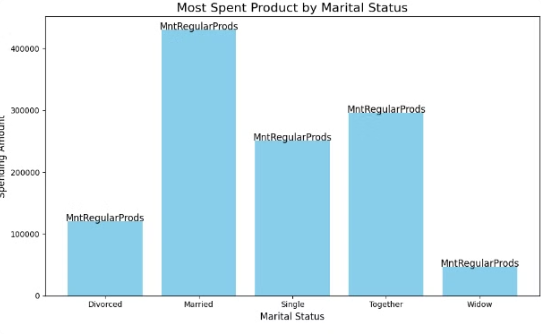 Most Spent Product by Marital Status
MntRegularProds
MntRegularProds
MntRegularProds
MntRegularProds
MntRegularProds
400000
300000
200000
100000
0
Spending Amount
Divorced Married Single Together Widow
Marital Status